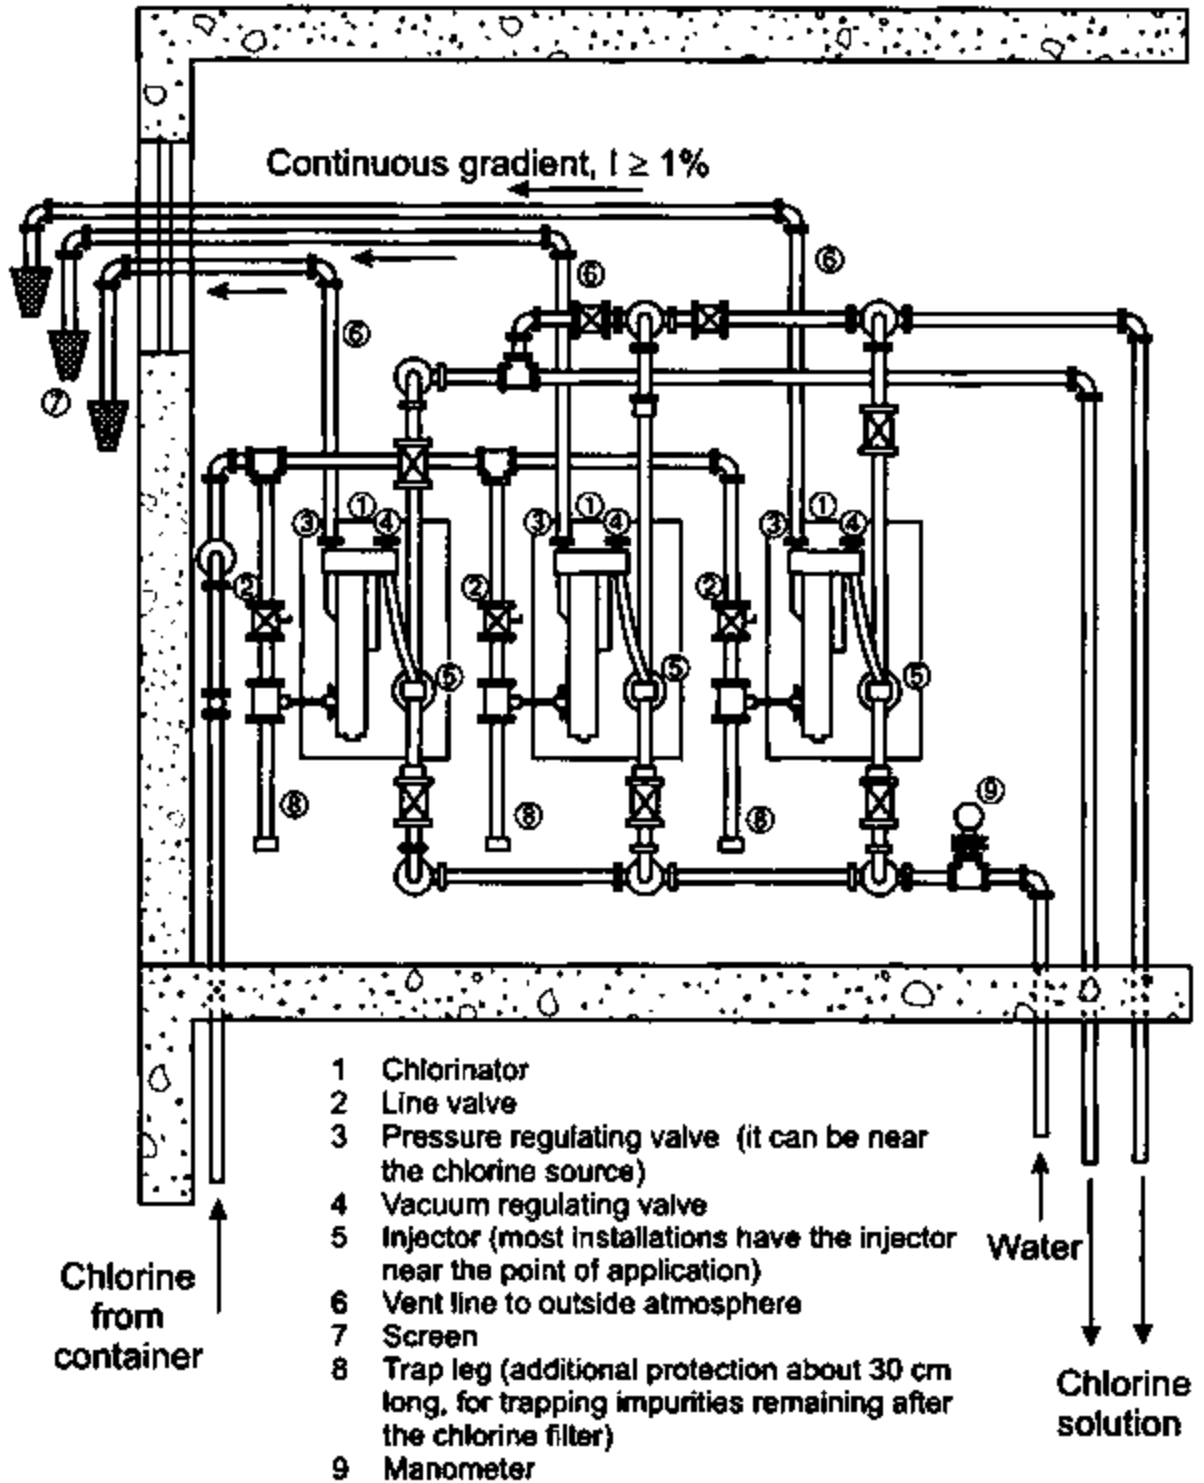 Continuous gradient, I ≥ 1%
⑥
⑥
⑥
⑦
③ ① ④
③ ① ④
③ ① ④
②
②
②
⑤
⑤
⑤
⑧
⑧
⑧
⑨
1 Chlorinator
2 Line valve
3 Pressure regulating valve (it can be near
the chlorine source)
4 Vacuum regulating valve
5 Injector (most installations have the injector
near the point of application)
6 Vent line to outside atmosphere
7 Screen
8 Trap leg (additional protection about 30 cm
long, for trapping impurities remaining after
the chlorine filter)
9 Manometer
Chlorine
from
container
Water
Chlorine
solution